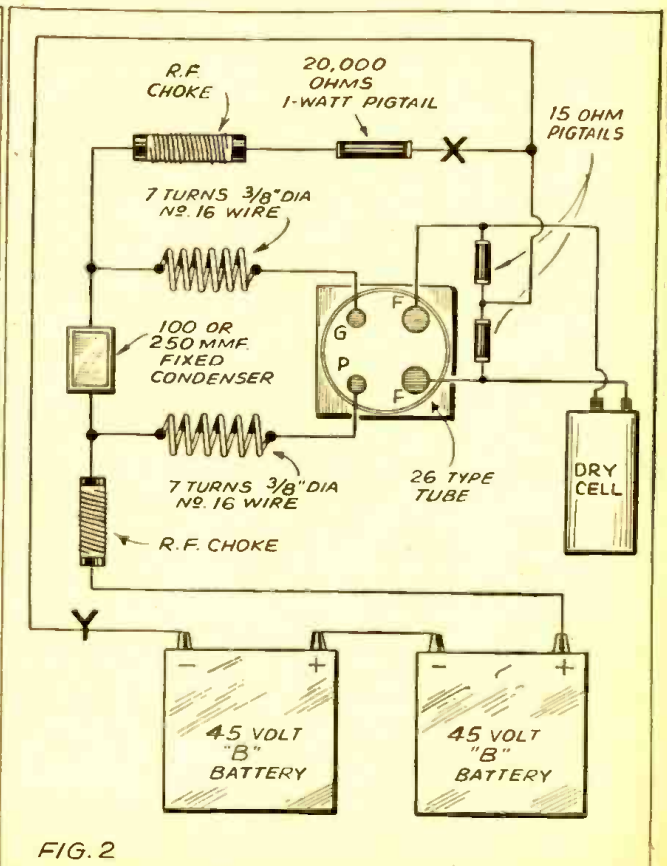 R.F.
CHOKE
20,000
OHMS
1-WATT PIGTAIL
X
15 OHM
PIGTAILS
7 TURNS 3/8" DIA
Nº. 16 WIRE
G
F
P
F
100 OR
250 MMF.
FIXED
CONDENSER
7 TURNS 3/8" DIA
Nº. 16 WIRE
26 TYPE
TUBE
DRY
CELL
R.F. CHOKE
Y
- +
45 VOLT
"B"
BATTERY
- +
45 VOLT
"B"
BATTERY
FIG. 2